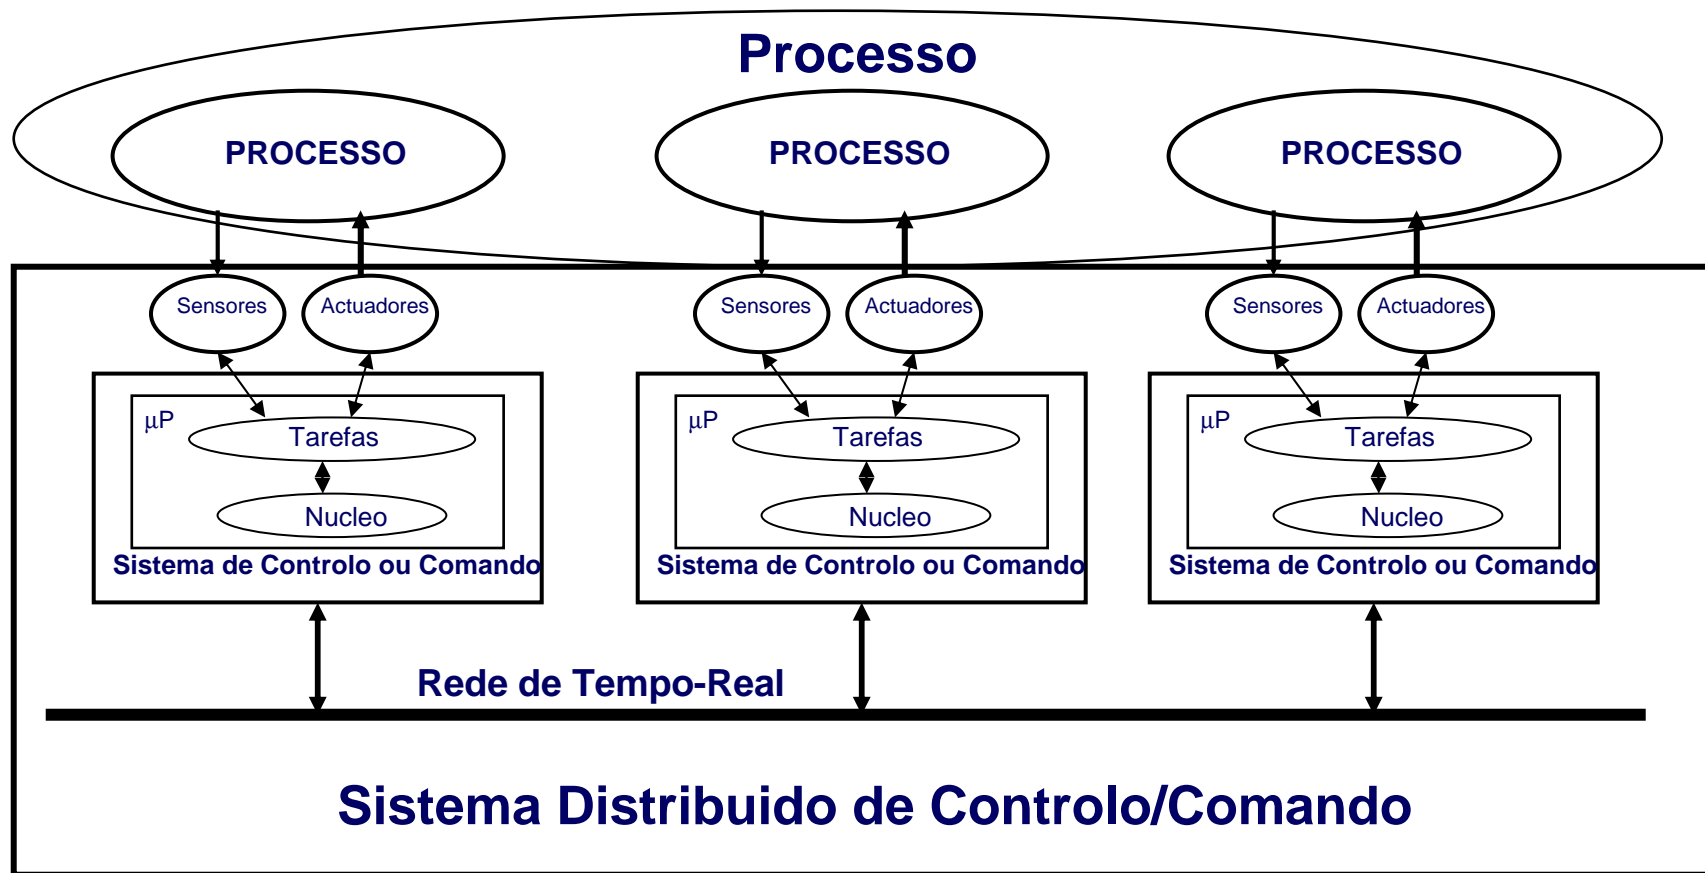 Processo
PROCESSO PROCESSO PROCESSO
Sensores Actuadores Sensores Actuadores Sensores Actuadores
μP μP μP
Tarefas Tarefas Tarefas
Nucleo Nucleo Nucleo
Sistema de Controlo ou Comando Sistema de Controlo ou Comando Sistema de Controlo ou Comando
Rede de Tempo-Real
Sistema Distribuido de Controlo/Comando